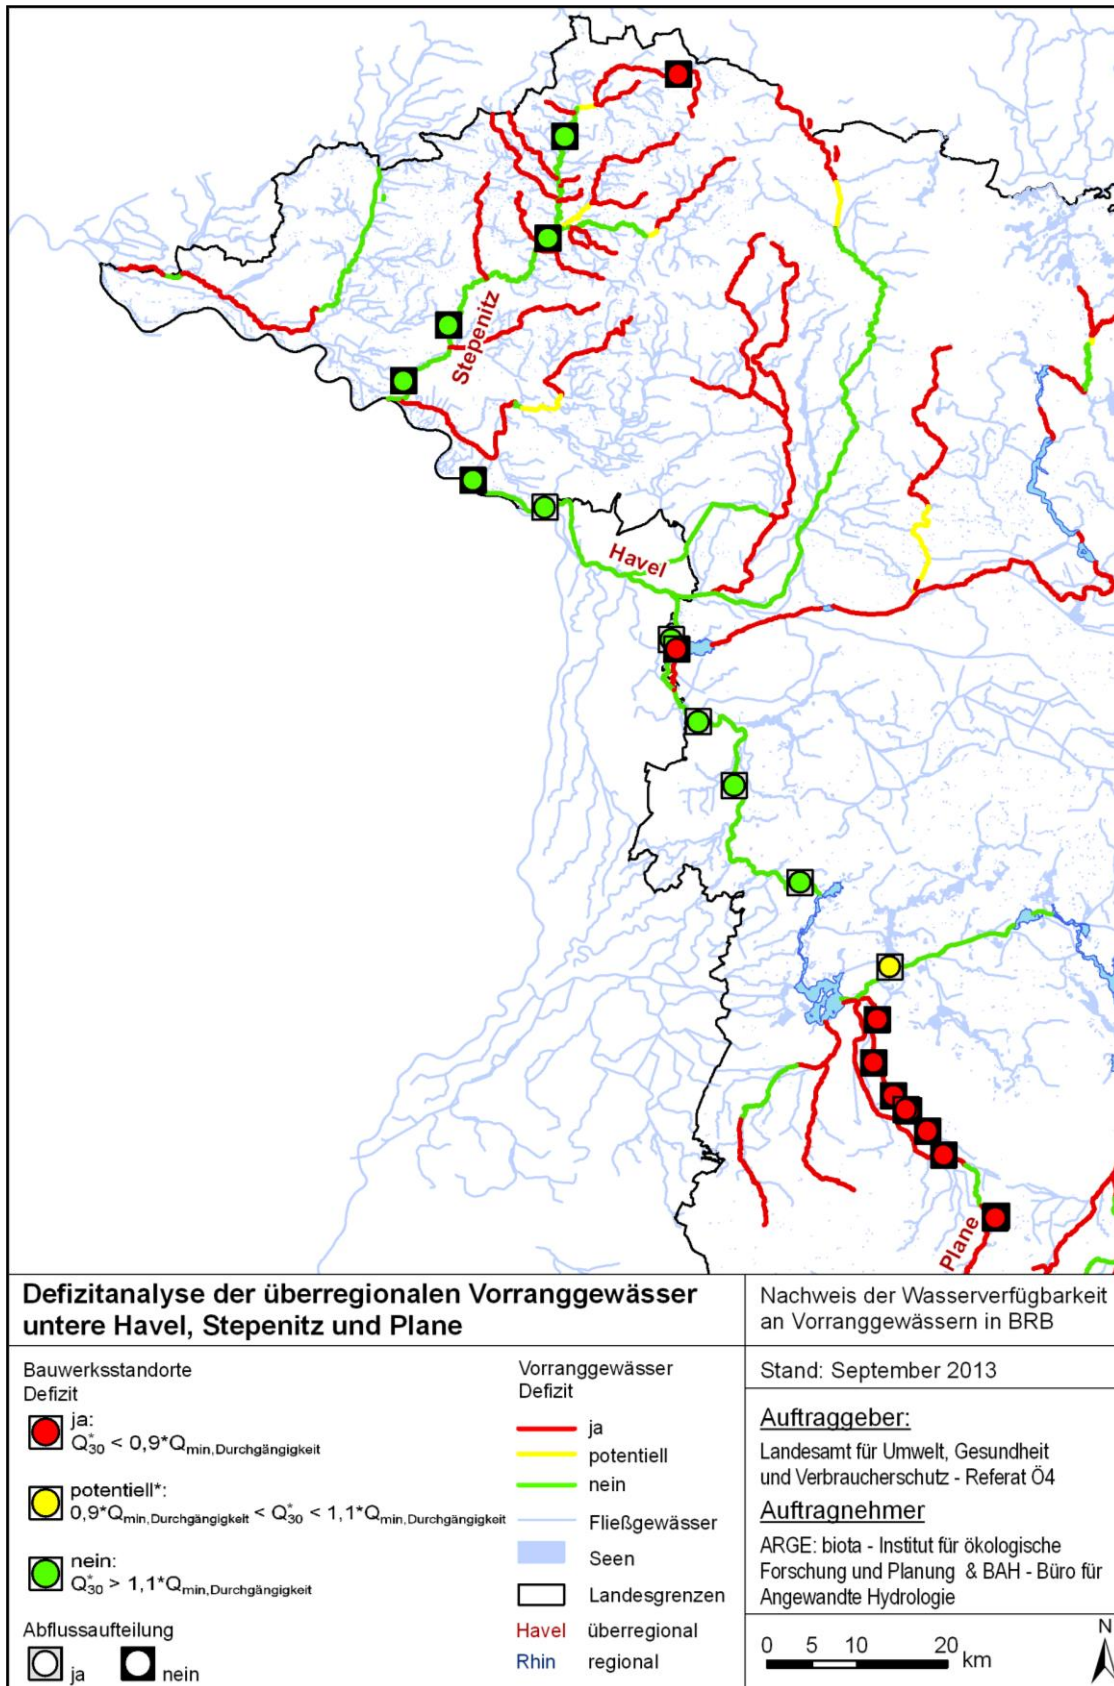 Stepenitz
Havel
Plane
Defizitanalyse der überregionalen Vorranggewässer
untere Havel, Stepenitz und Plane
Bauwerksstandorte
Defizit
ja:
Q*30 < 0,9*Qmin,Durchgängigkeit
potentiell*:
0,9*Qmin,Durchgängigkeit < Q*30 < 1,1*Qmin,Durchgängigkeit
nein:
Q*30 > 1,1*Qmin,Durchgängigkeit
Abflussaufteilung
ja nein
Vorranggewässer
Defizit
ja
potentiell
nein
Fließgewässer
Seen
Landesgrenzen
Havel überregional
Rhin regional
Nachweis der Wasserverfügbarkeit
an Vorranggewässern in BRB
Stand: September 2013
Auftraggeber:
Landesamt für Umwelt, Gesundheit
und Verbraucherschutz - Referat Ö4
Auftragnehmer
ARGE: biota - Institut für ökologische
Forschung und Planung & BAH - Büro für
Angewandte Hydrologie
0 5 10 20 km
N